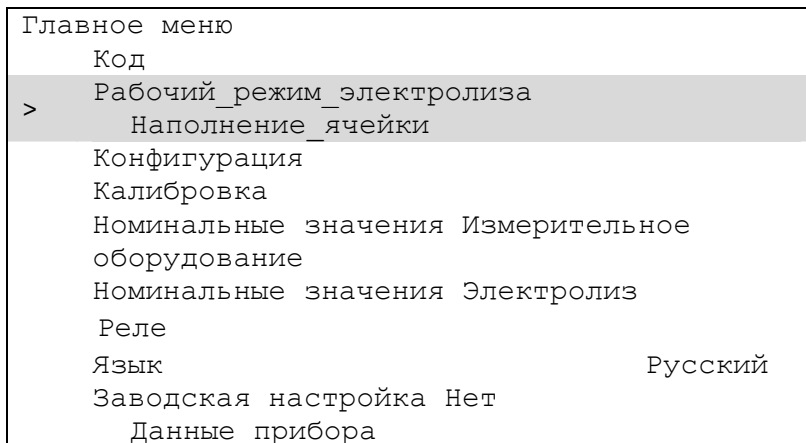 Главное меню
Код
> Рабочий_режим_электролиза
Наполнение_ячейки
Конфигурация
Калибровка
Номинальные значения Измерительное
оборудование
Номинальные значения Электролиз
Реле
Язык Русский
Заводская настройка Нет
Данные прибора